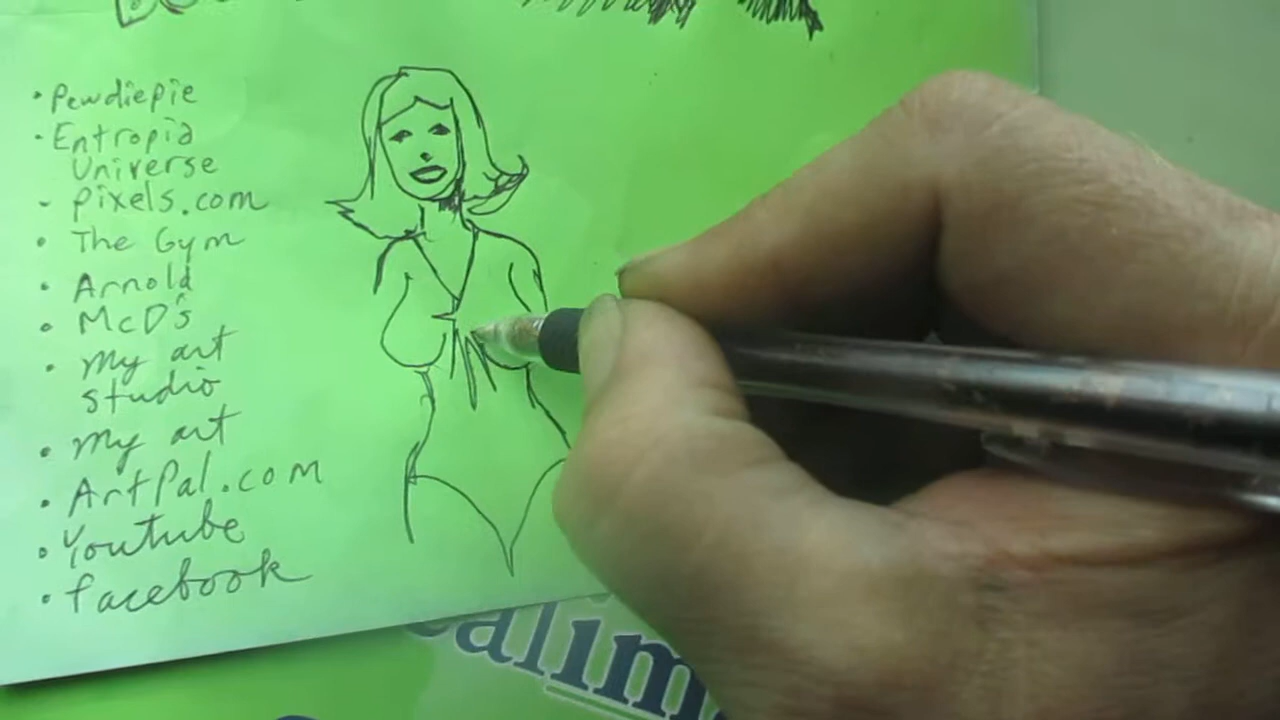 • Pewdiepie
• Entropia
Universe
- Pixels.com
• The Gym
• Arnold
• McD's
• My art
studio
• My art
• ArtPal.com
• Youtube
• facebook